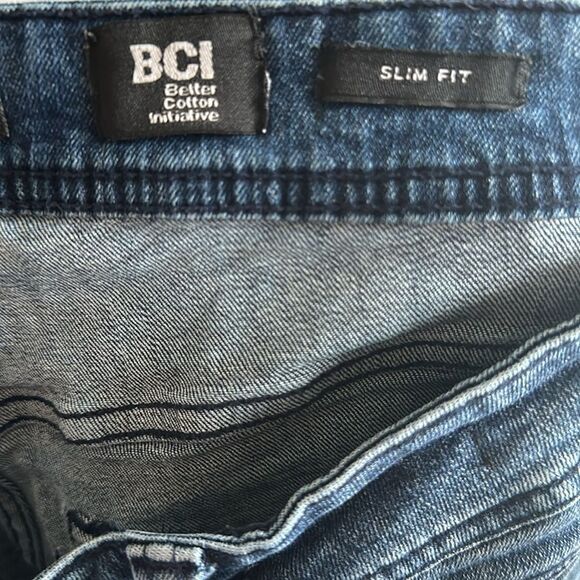 BCI
Better
Cotton
Initiative
SLIM FIT